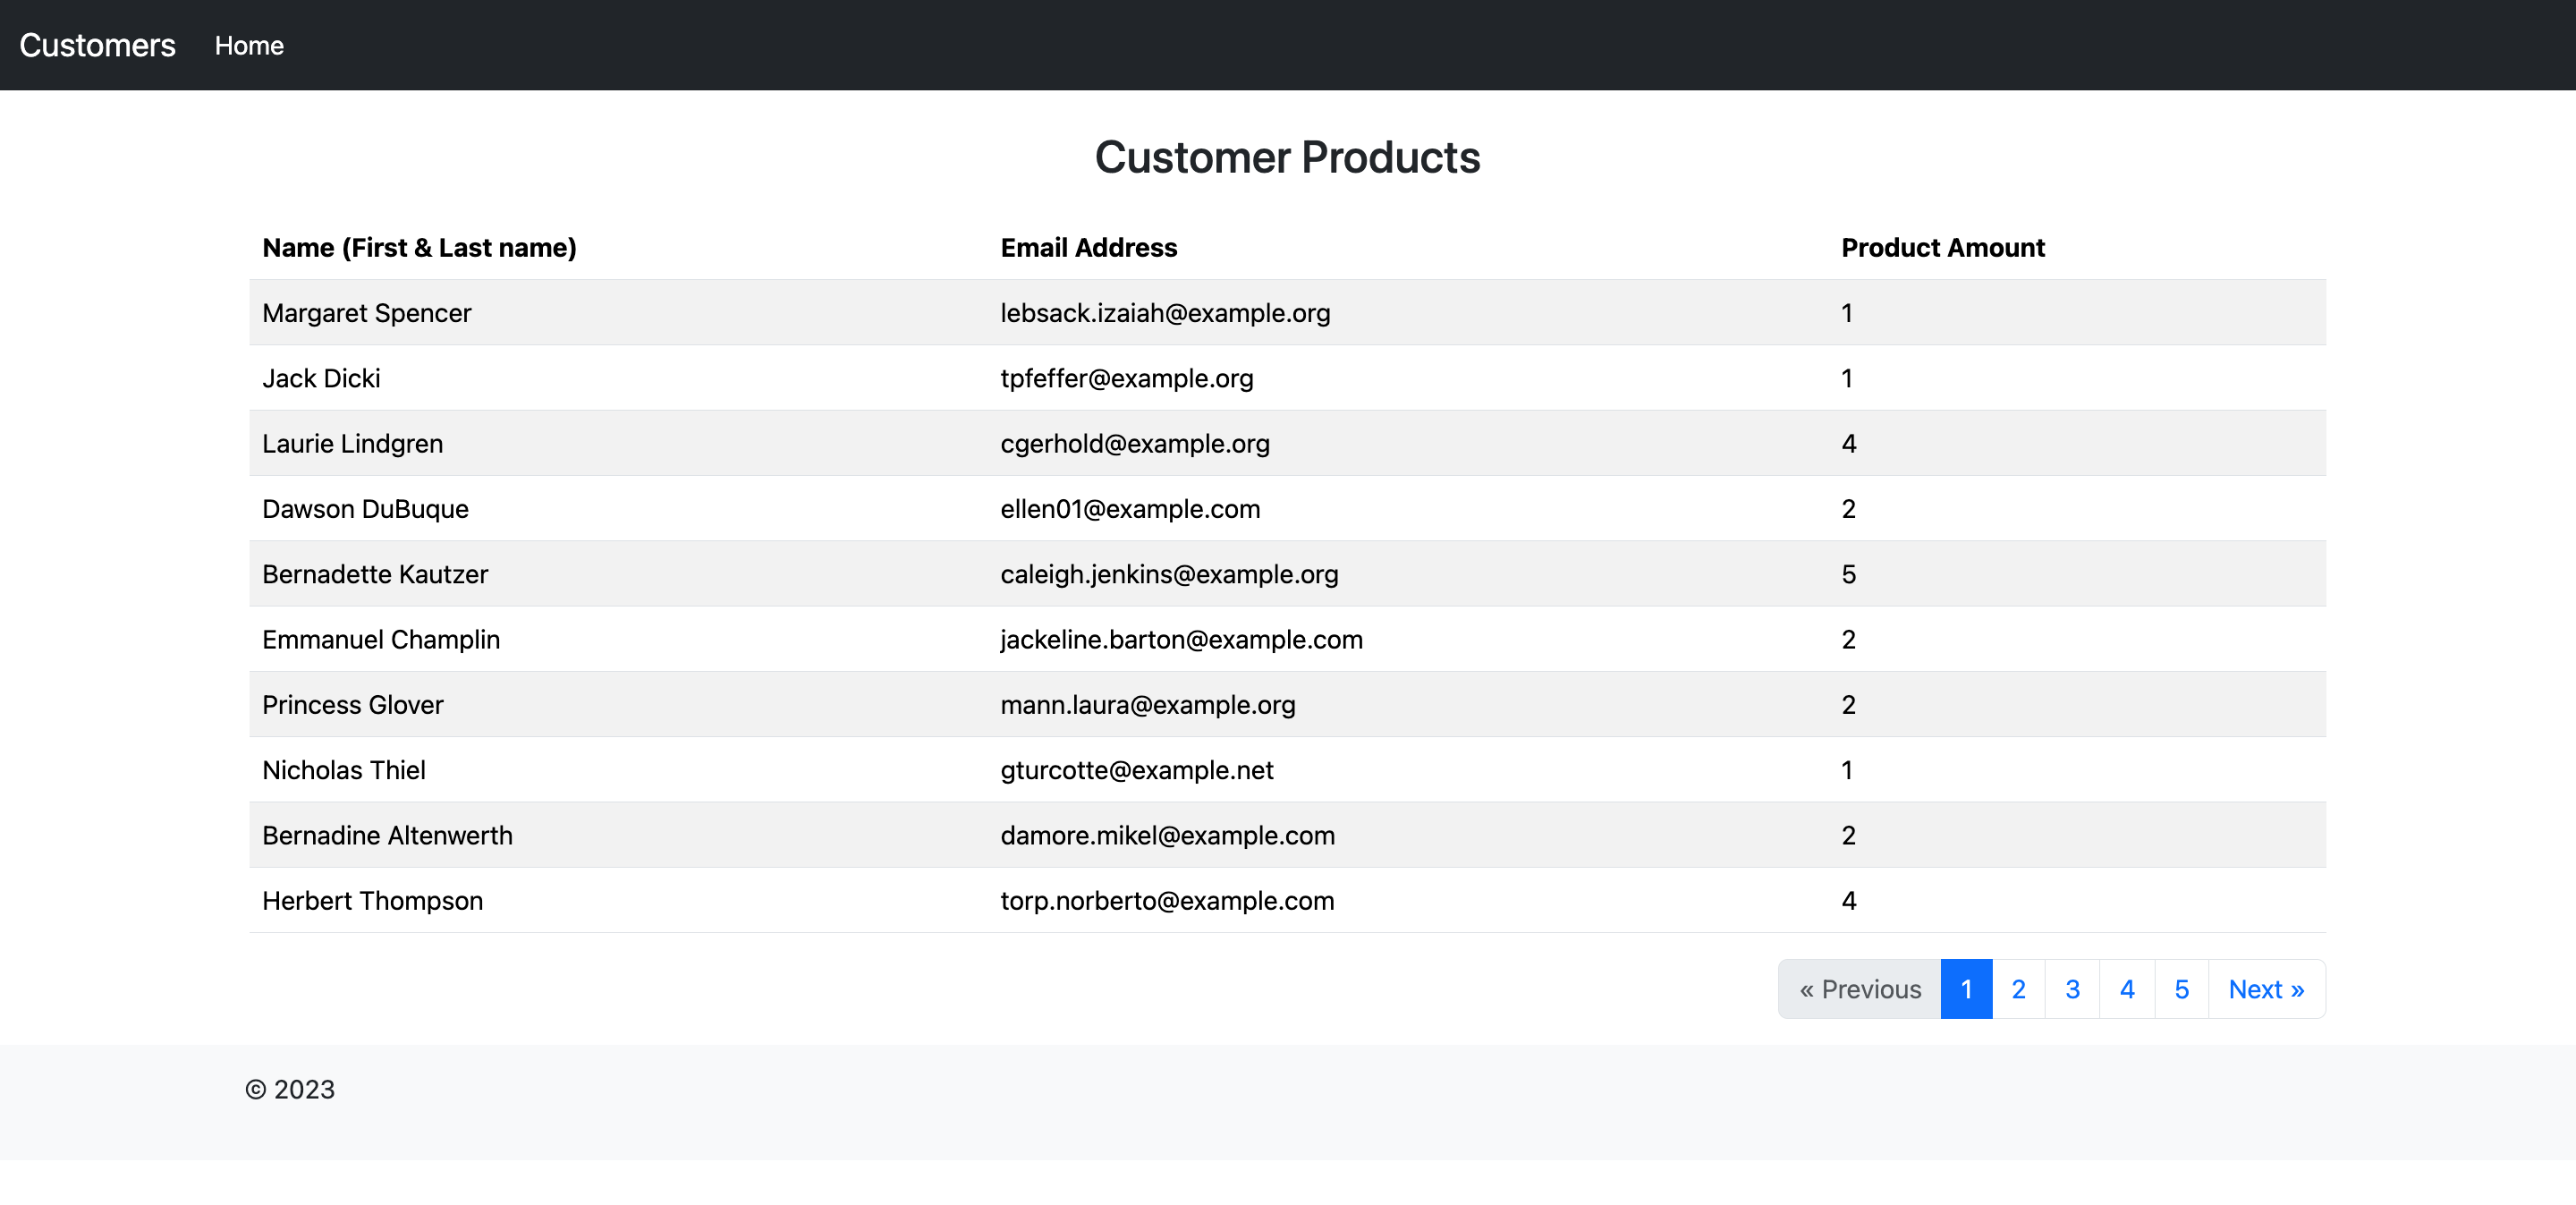 Customers Home
Customer Products
Name (First & Last name) Email Address Product Amount
Margaret Spencer lebsack.izaiah@example.org 1
Jack Dicki tpfeffer@example.org 1
Laurie Lindgren cgerhold@example.org 4
Dawson DuBuque ellen01@example.com 2
Bernadette Kautzer caleigh.jenkins@example.org 5
Emmanuel Champlin jackeline.barton@example.com 2
Princess Glover mann.laura@example.org 2
Nicholas Thiel gturcotte@example.net 1
Bernadine Altenwerth damore.mikel@example.com 2
Herbert Thompson torp.norberto@example.com 4
« Previous 1 2 3 4 5 Next »
© 2023